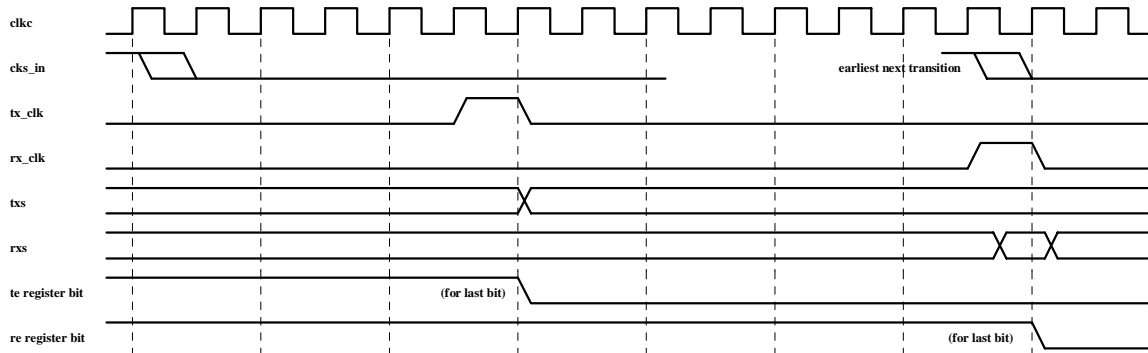 clkc
cks_in
earliest next transition
tx_clk
rx_clk
txs
rxs
te register bit
(for last bit)
re register bit
(for last bit)